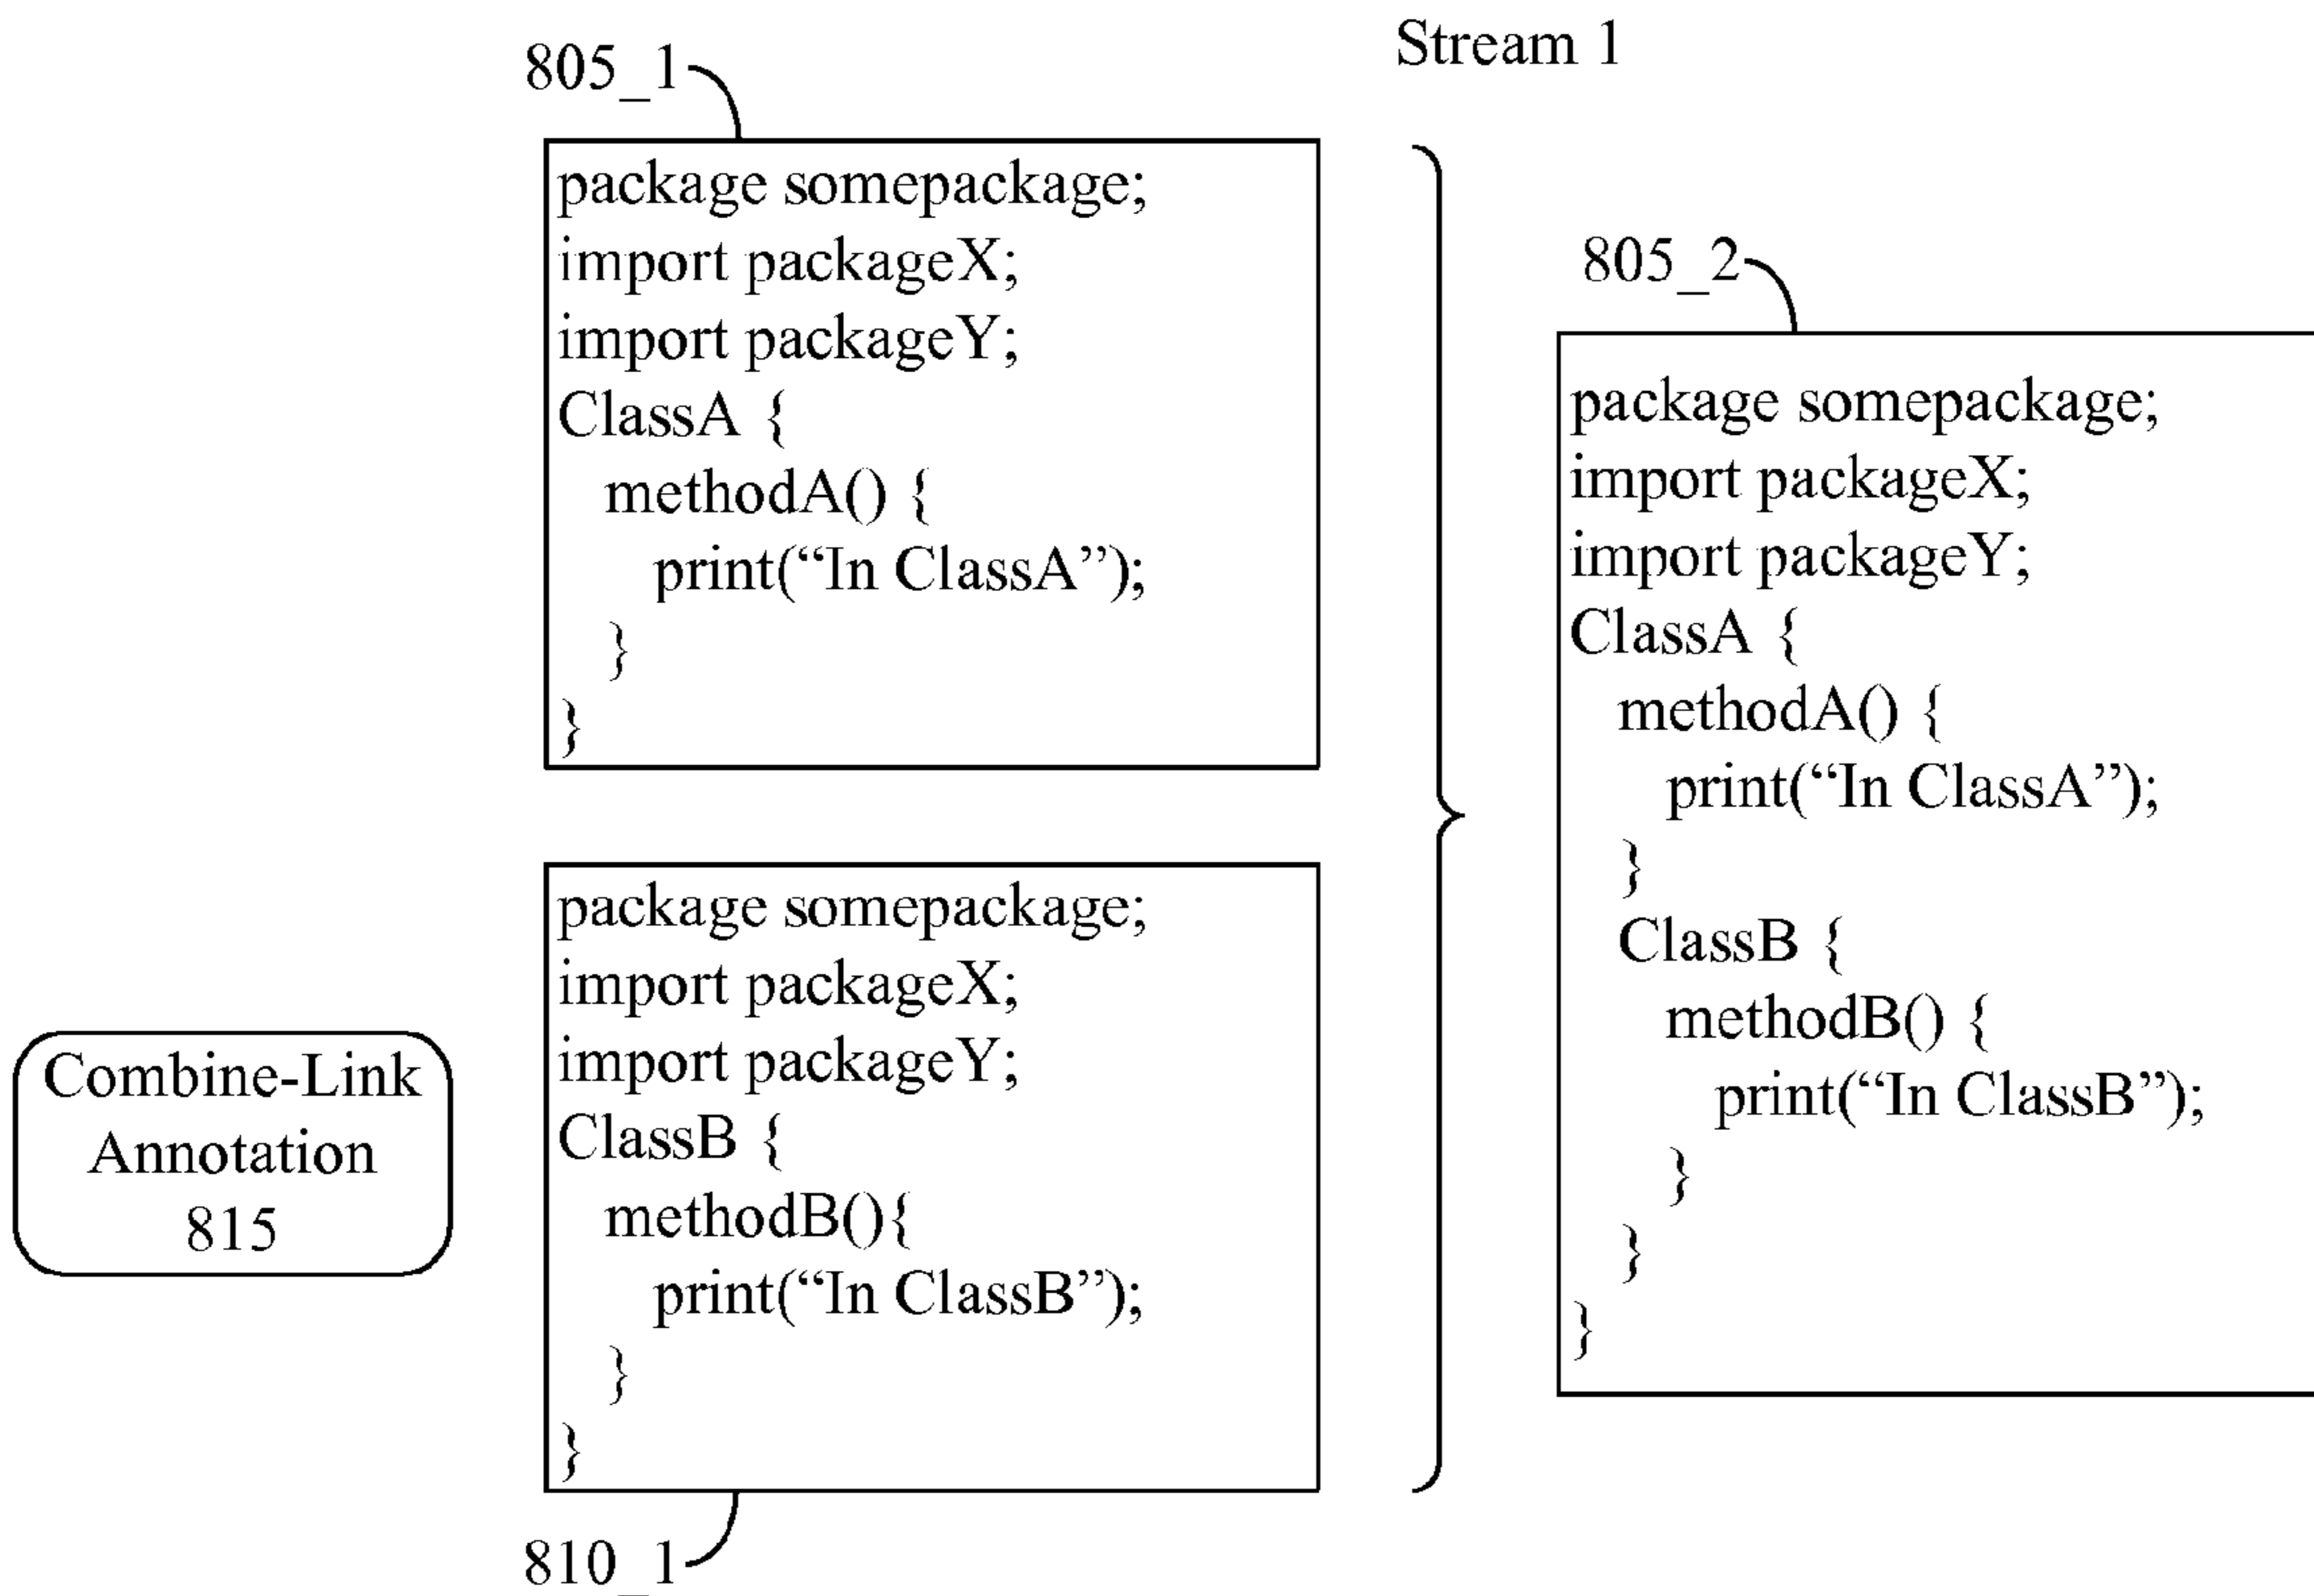 Stream 1
805_1
package somepackage;
import packageX;
import packageY;
ClassA {
methodA() {
print(“In ClassA”);
}
}
Combine-Link
Annotation
815
package somepackage;
import packageX;
import packageY;
ClassB {
methodB(){
print(“In ClassB”);
}
}
810_1
805_2
package somepackage;
import packageX;
import packageY;
ClassA {
methodA() {
print(“In ClassA”);
}
ClassB {
methodB() {
print(“In ClassB”);
}
}
}